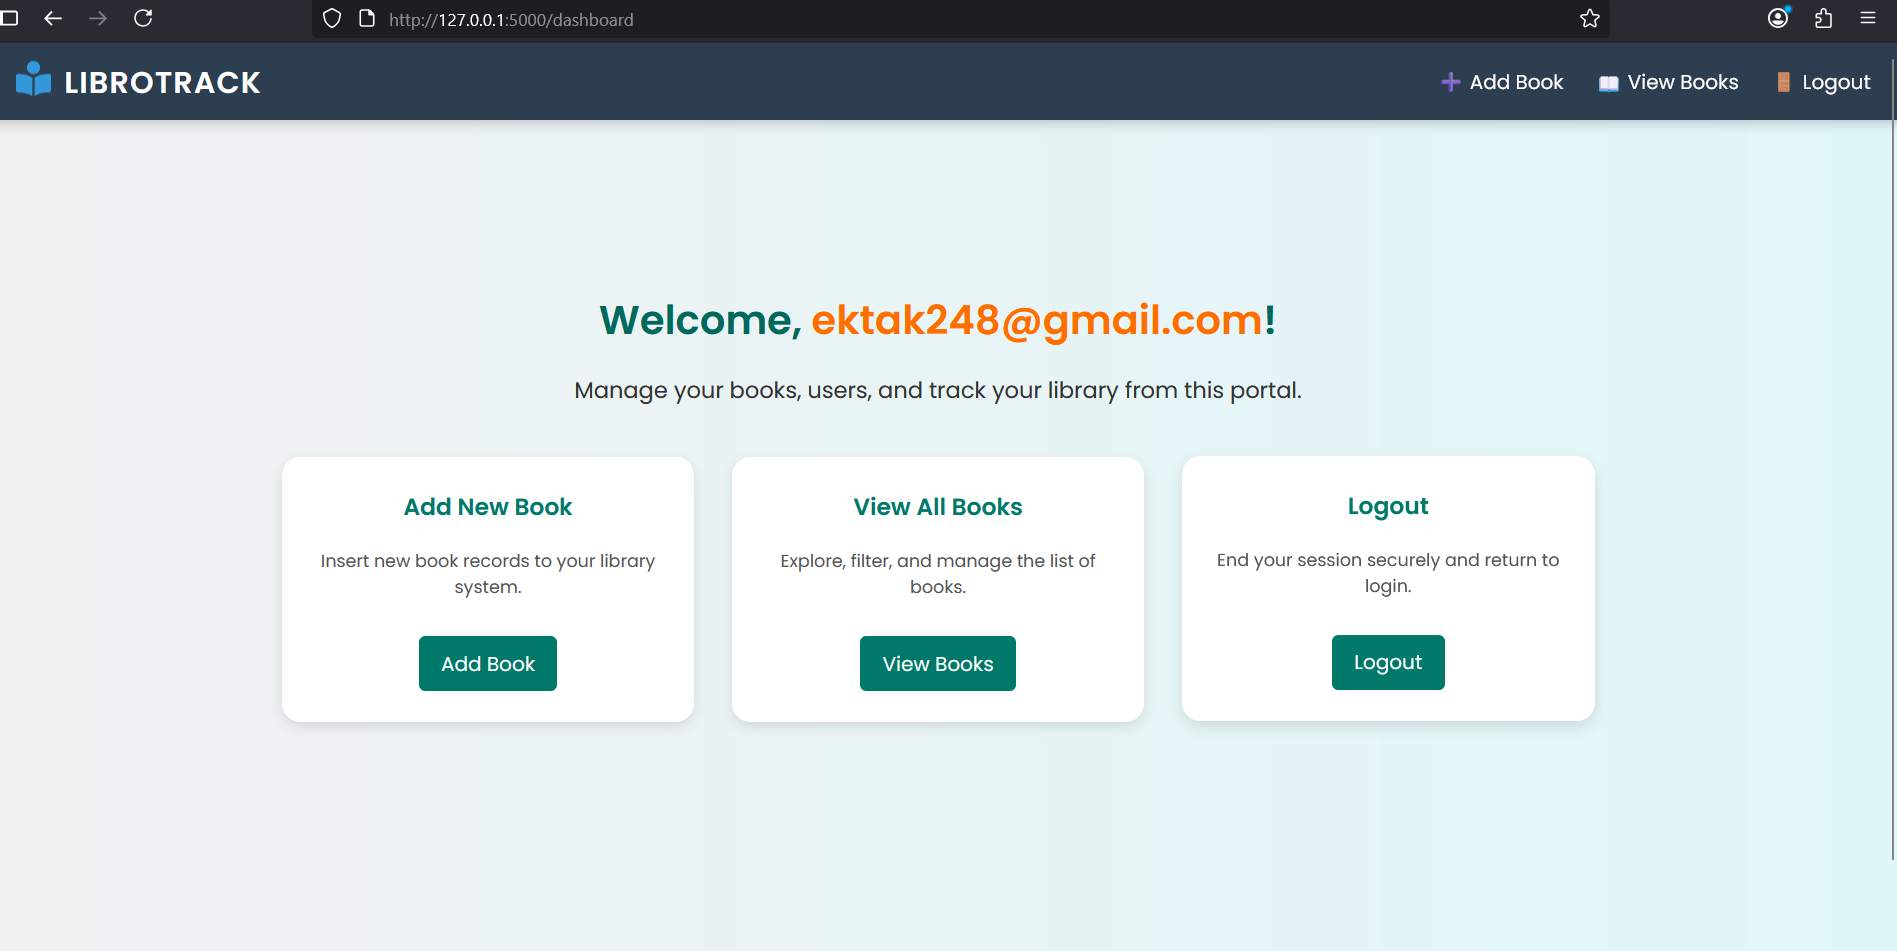 http://127.0.0.1:5000/dashboard
LIBROTRACK
Add Book
View Books
Logout
Welcome, ektak248@gmail.com!
Manage your books, users, and track your library from this portal.
Add New Book
Insert new book records to your library
system.
Add Book
View All Books
Explore, filter, and manage the list of
books.
View Books
Logout
End your session securely and return to
login.
Logout